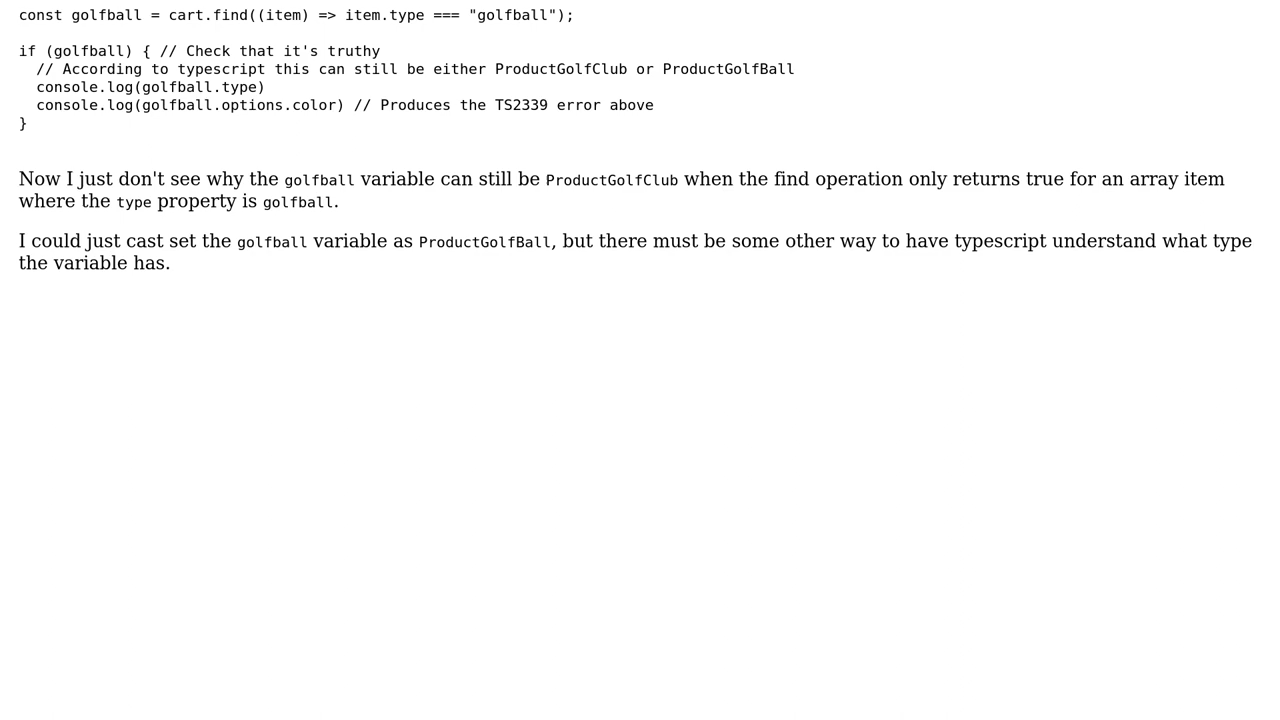 const golfball = cart.find((item) => item.type === "golfball");
if (golfball) { // Check that it's truthy
  // According to typescript this can still be either ProductGolfClub or ProductGolfBall
  console.log(golfball.type)
  console.log(golfball.options.color) // Produces the TS2339 error above
}
Now I just don't see why the golfball variable can still be ProductGolfClub when the find operation only returns true for an array item
where the type property is golfball.
I could just cast set the golfball variable as ProductGolfBall, but there must be some other way to have typescript understand what type
the variable has.